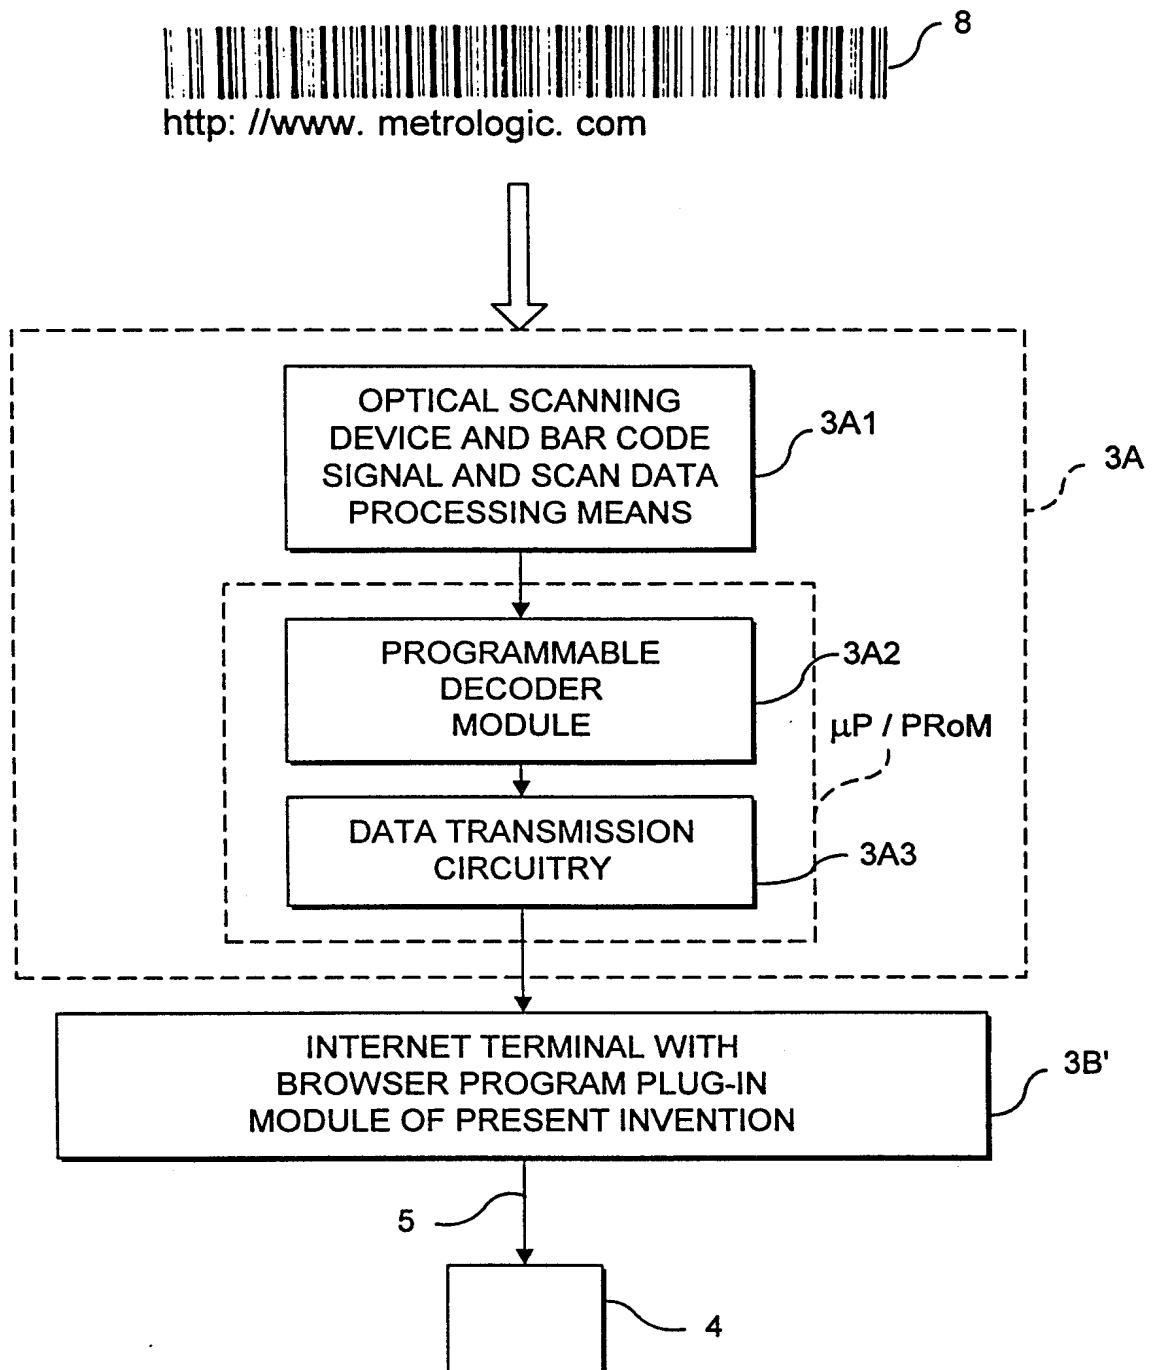 8
http: //www. metrologic. com
OPTICAL SCANNING
DEVICE AND BAR CODE
SIGNAL AND SCAN DATA
PROCESSING MEANS
3A1
3A
PROGRAMMABLE
DECODER
MODULE
3A2
µP / PRoM
DATA TRANSMISSION
CIRCUITRY
3A3
INTERNET TERMINAL WITH
BROWSER PROGRAM PLUG-IN
MODULE OF PRESENT INVENTION
3B'
5
4